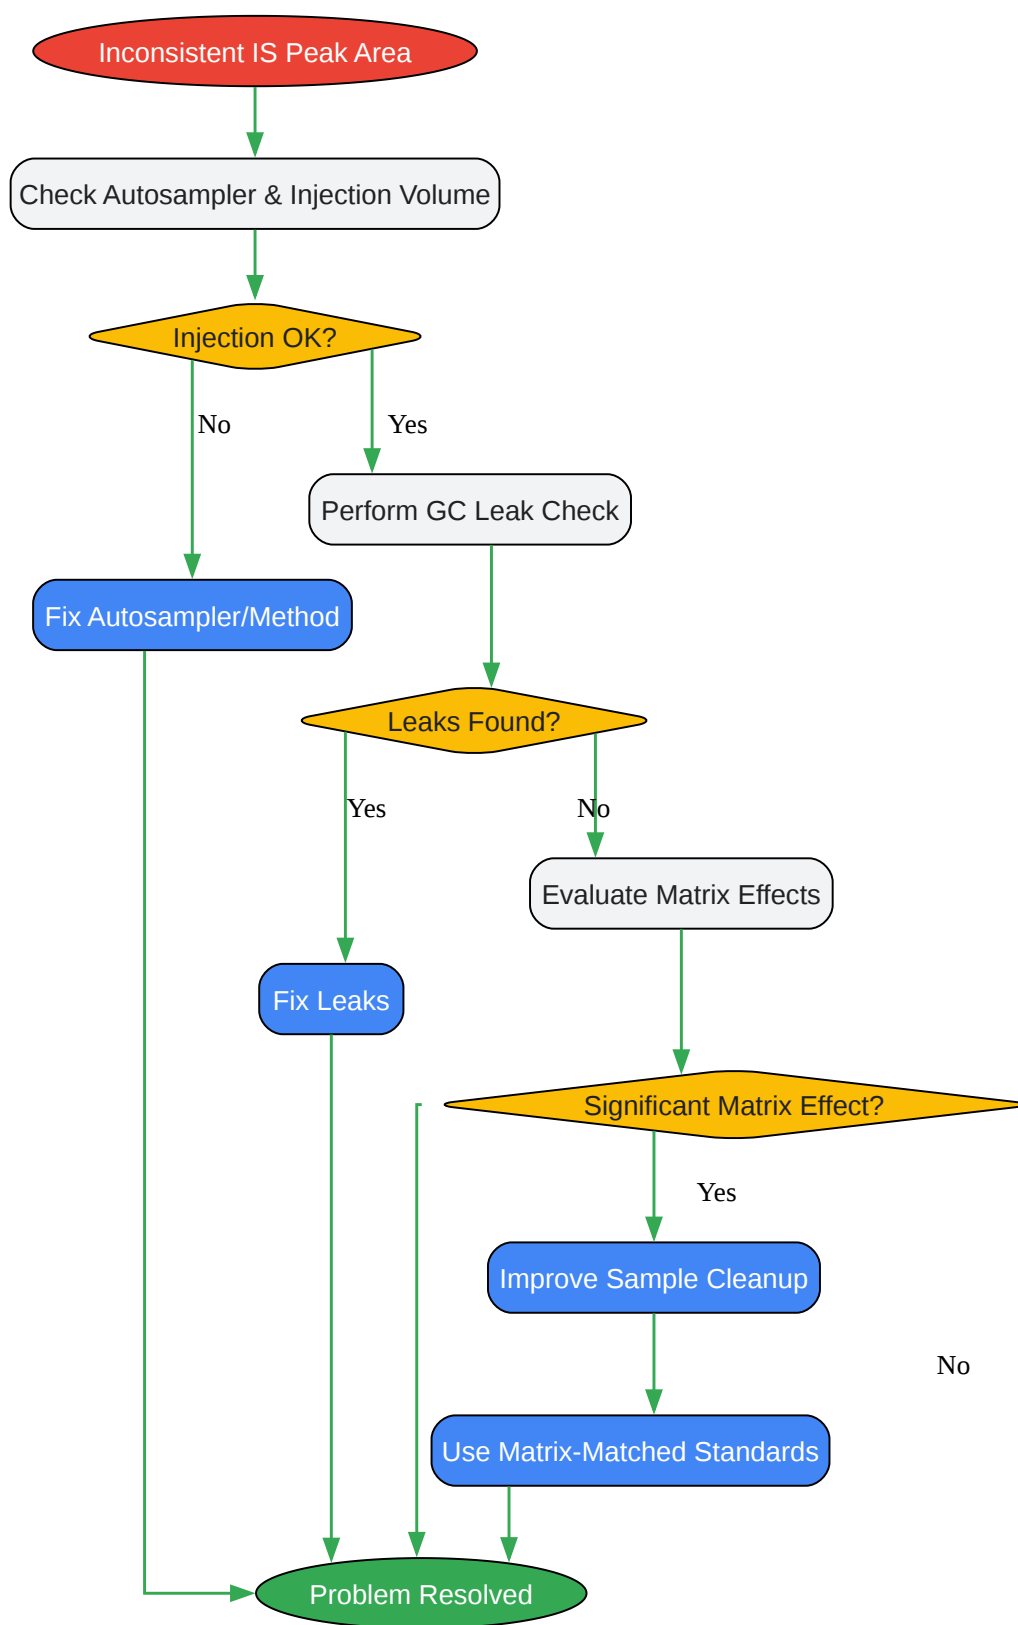 Inconsistent IS Peak Area
Check Autosampler & Injection Volume
Injection OK?
No
Yes
Perform GC Leak Check
Fix Autosampler/Method
Leaks Found?
Yes
No
Evaluate Matrix Effects
Fix Leaks
Significant Matrix Effect?
Yes
Improve Sample Cleanup
No
Use Matrix-Matched Standards
Problem Resolved